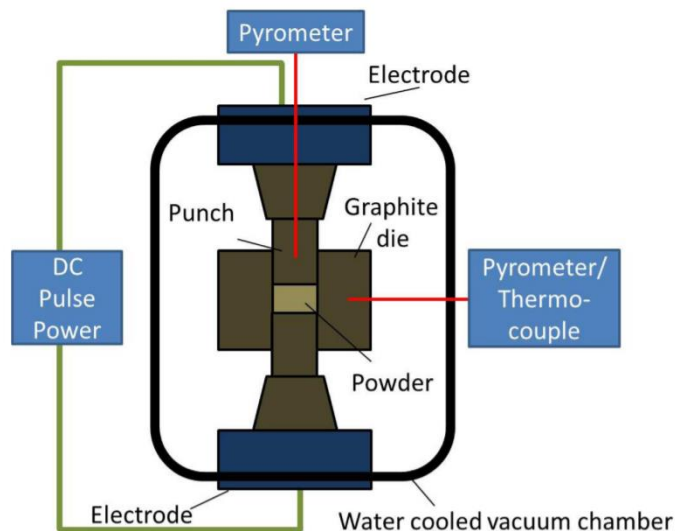 Pyrometer
Electrode
Punch
Graphite
die
DC
Pulse
Power
Pyrometer/
Thermo-
couple
Powder
Electrode
Water cooled vacuum chamber